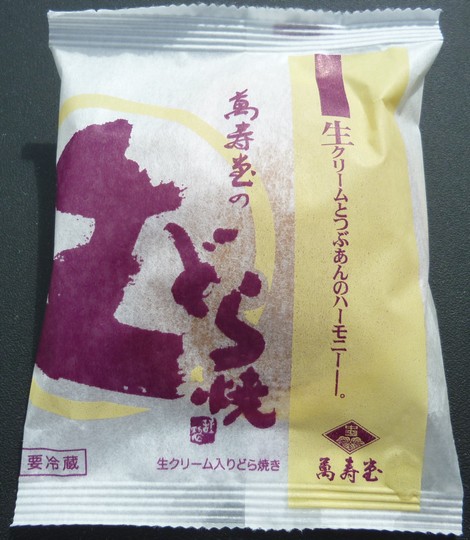 生クリームとつぶあんのハーモニー──。
萬寿堂の
生
どら焼
要冷蔵
生クリーム入りどら焼き
萬寿堂